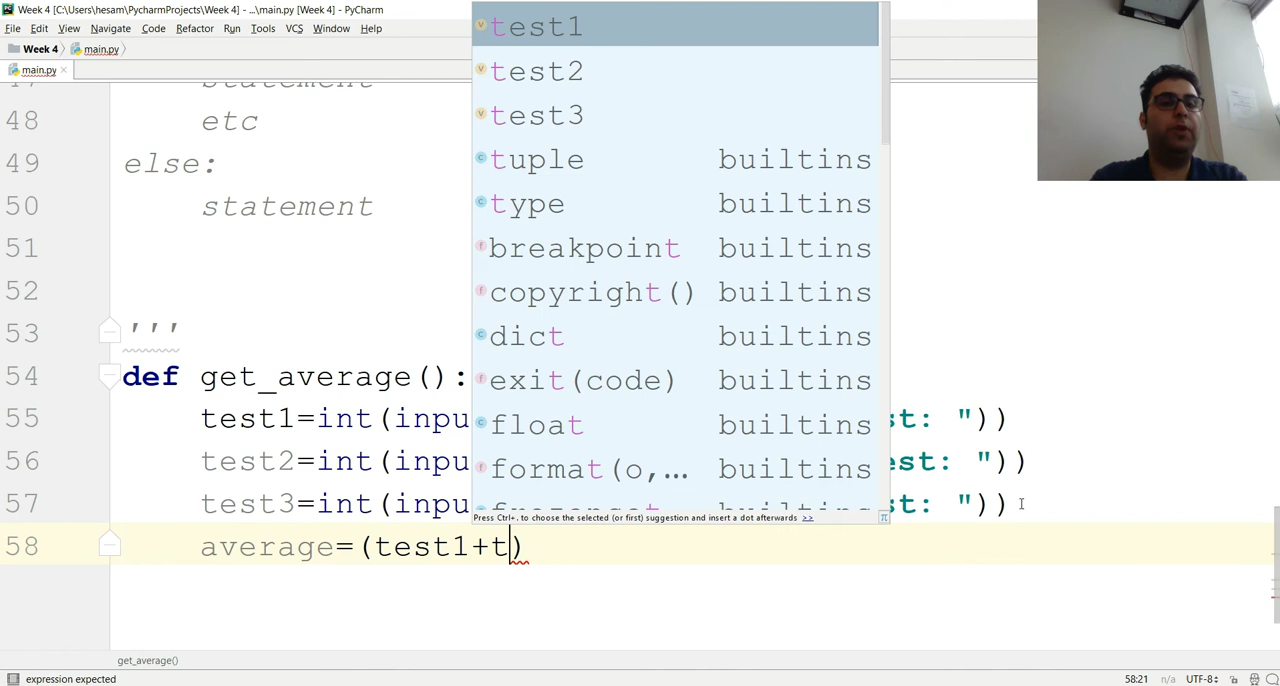 Week 4 [C:\Users\hesam\PycharmProjects\Week 4] - ...\main.py [Week 4] - PyCharm
File Edit View Navigate Code Refactor Run Tools VCS Window Help
Week 4 main.py
main.py
statement
48 etc
49 else:
50 statement
51
52
53 '''
54 def get_average():
55 test1=int(inpu st: "))
56 test2=int(inpu est: "))
57 test3=int(inpu st: "))
58 average=(test1+t)
test1
test2
test3
tuple builtins
type builtins
breakpoint builtins
copyright() builtins
dict builtins
exit(code) builtins
float builtins
format(o,... builtins
Press Ctrl+. to choose the selected (or first) suggestion and insert a dot afterwards >>
get_average()
expression expected 58:21 n/a UTF-8